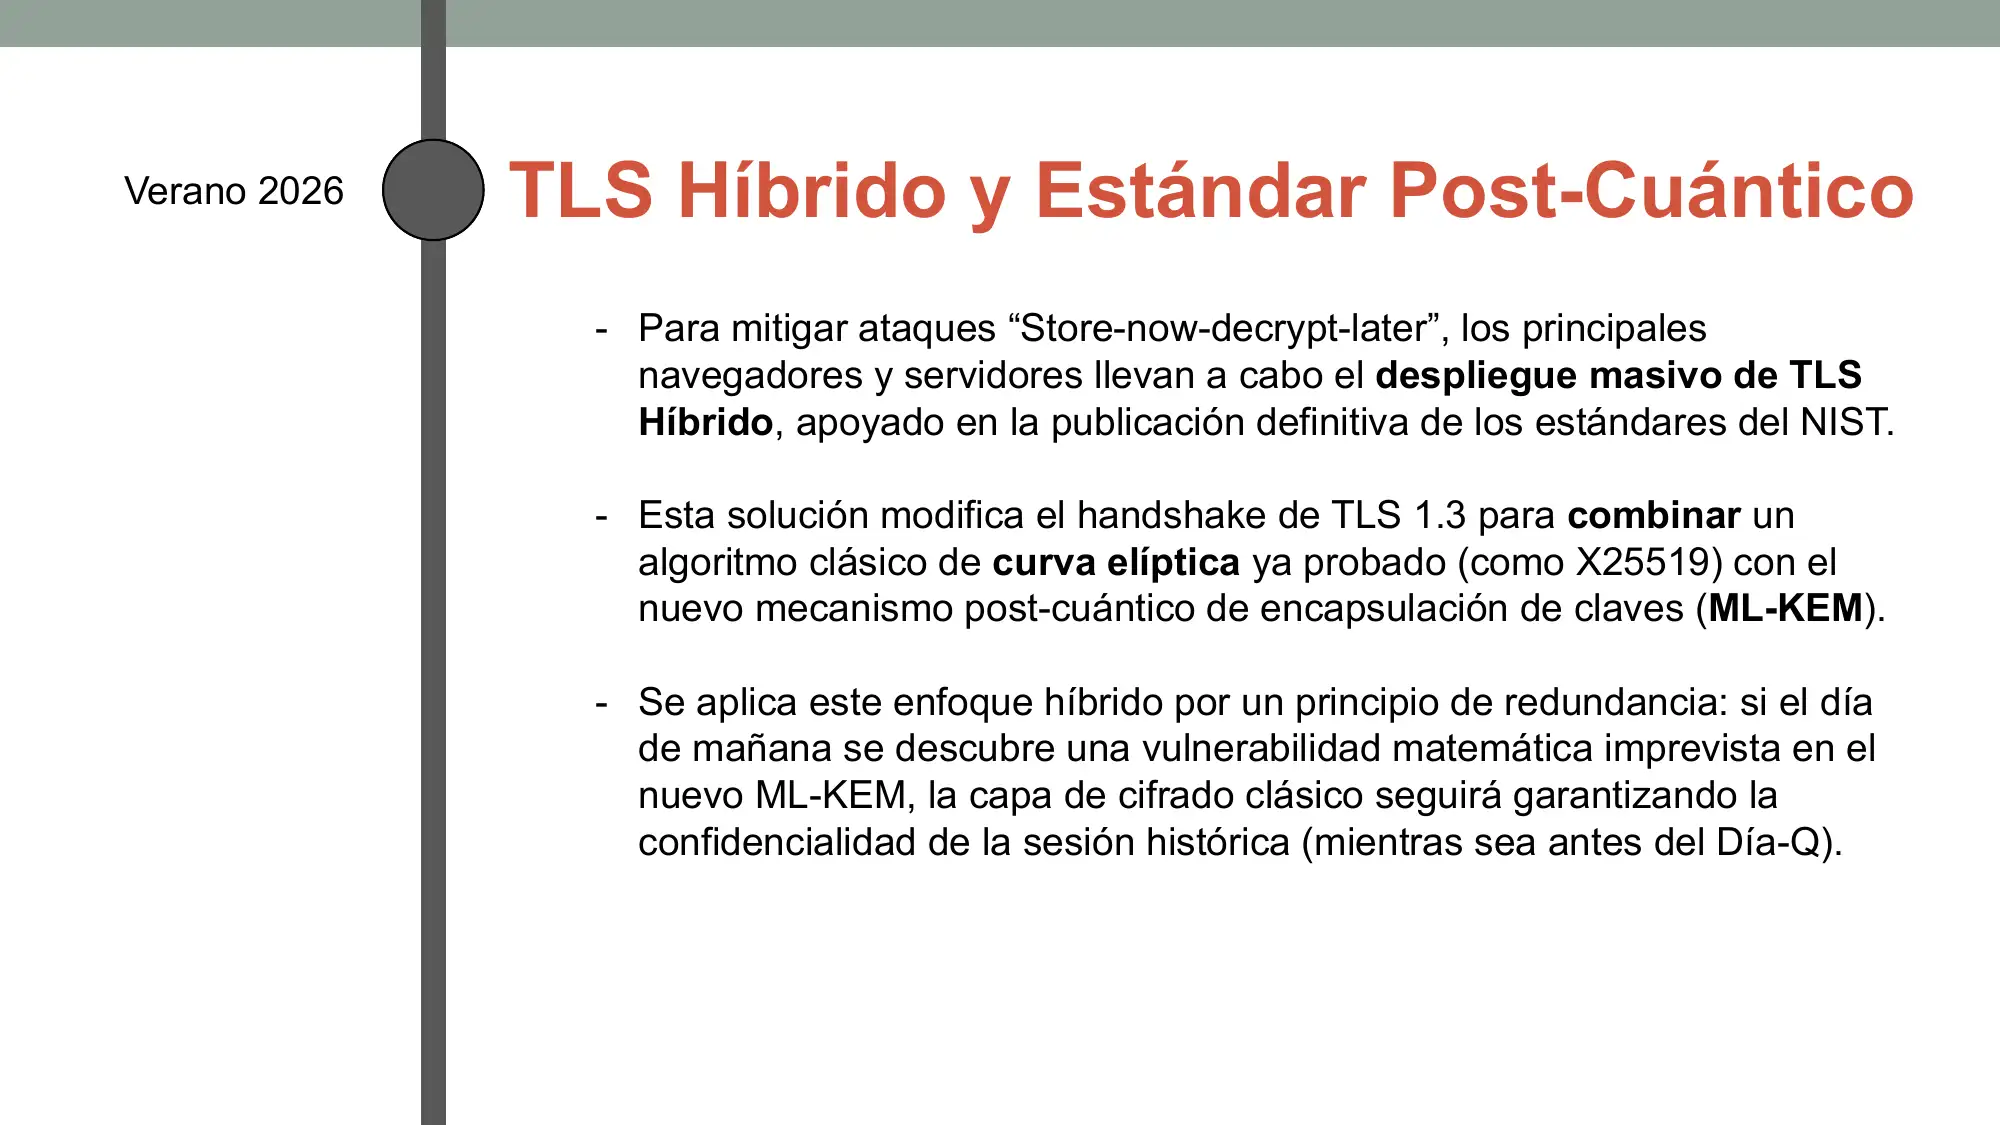 Verano 2026
TLS Híbrido y Estándar Post-Cuántico
- Para mitigar ataques “Store-now-decrypt-later”, los principales
navegadores y servidores llevan a cabo el despliegue masivo de TLS
Híbrido, apoyado en la publicación definitiva de los estándares del NIST.
- Esta solución modifica el handshake de TLS 1.3 para combinar un
algoritmo clásico de curva elíptica ya probado (como X25519) con el
nuevo mecanismo post-cuántico de encapsulación de claves (ML-KEM).
- Se aplica este enfoque híbrido por un principio de redundancia: si el día
de mañana se descubre una vulnerabilidad matemática imprevista en el
nuevo ML-KEM, la capa de cifrado clásico seguirá garantizando la
confidencialidad de la sesión histórica (mientras sea antes del Día-Q).